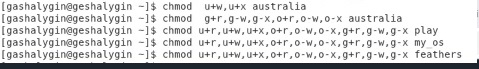 [gashalygin@geshalygin ~]$ chmod  u+w,u+x australia
[gashalygin@geshalygin ~]$ chmod  g+r,g-w,g-x,o+r,o-w,o-x australia
[gashalygin@geshalygin ~]$ chmod u+r,u+w,u+x,o+r,o-w,o-x,g+r,g-w,g-x play
[gashalygin@geshalygin ~]$ chmod u+r,u+w,u+x,o+r,o-w,o-x,g+r,g-w,g-x my_os
[gashalygin@geshalygin ~]$ chmod u+r,u+w,u+x,o+r,o-w,o-x,g+r,g-w,g-x feathers